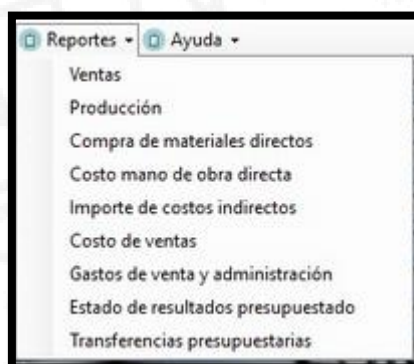 Reportes Ayuda
Ventas
Producción
Compra de materiales directos
Costo mano de obra directa
Importe de costos indirectos
Costo de ventas
Gastos de venta y administración
Estado de resultados presupuestado
Transferencias presupuestarias